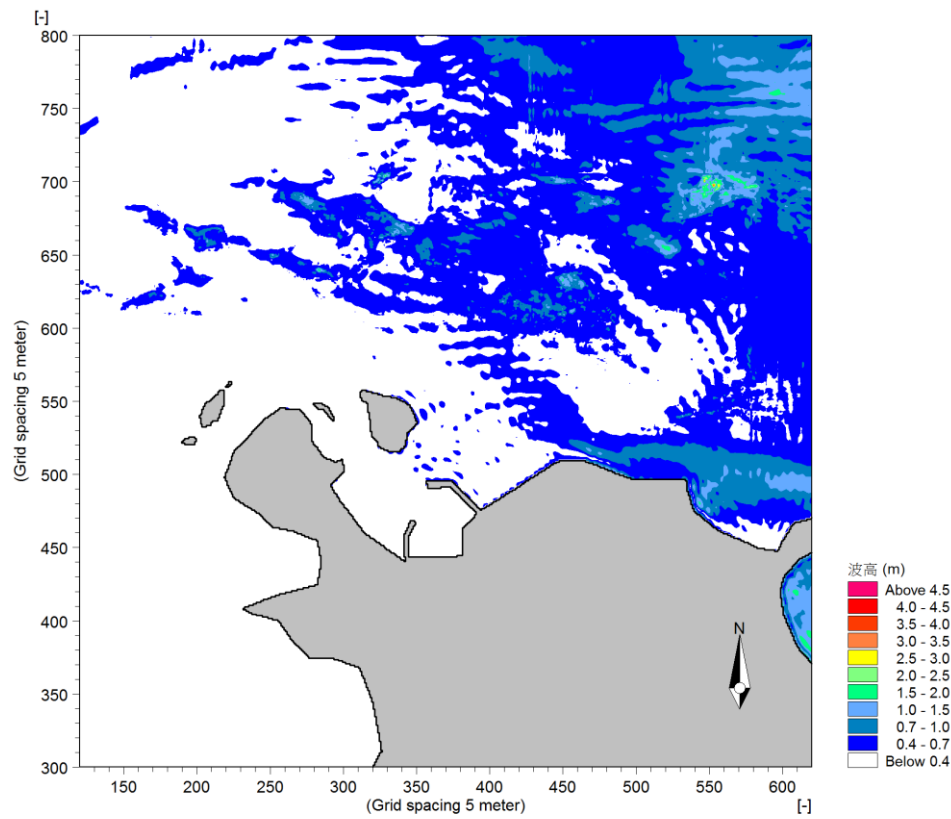 [-]
800
750
700
650
600
550
500
450
400
350
300
(Grid spacing 5 meter)
150 200 250 300 350 400 450 500 550 600
(Grid spacing 5 meter)
[-]
N
波高 (m)
Above 4.5
4.0 - 4.5
3.5 - 4.0
3.0 - 3.5
2.5 - 3.0
2.0 - 2.5
1.5 - 2.0
1.0 - 1.5
0.7 - 1.0
0.4 - 0.7
Below 0.4